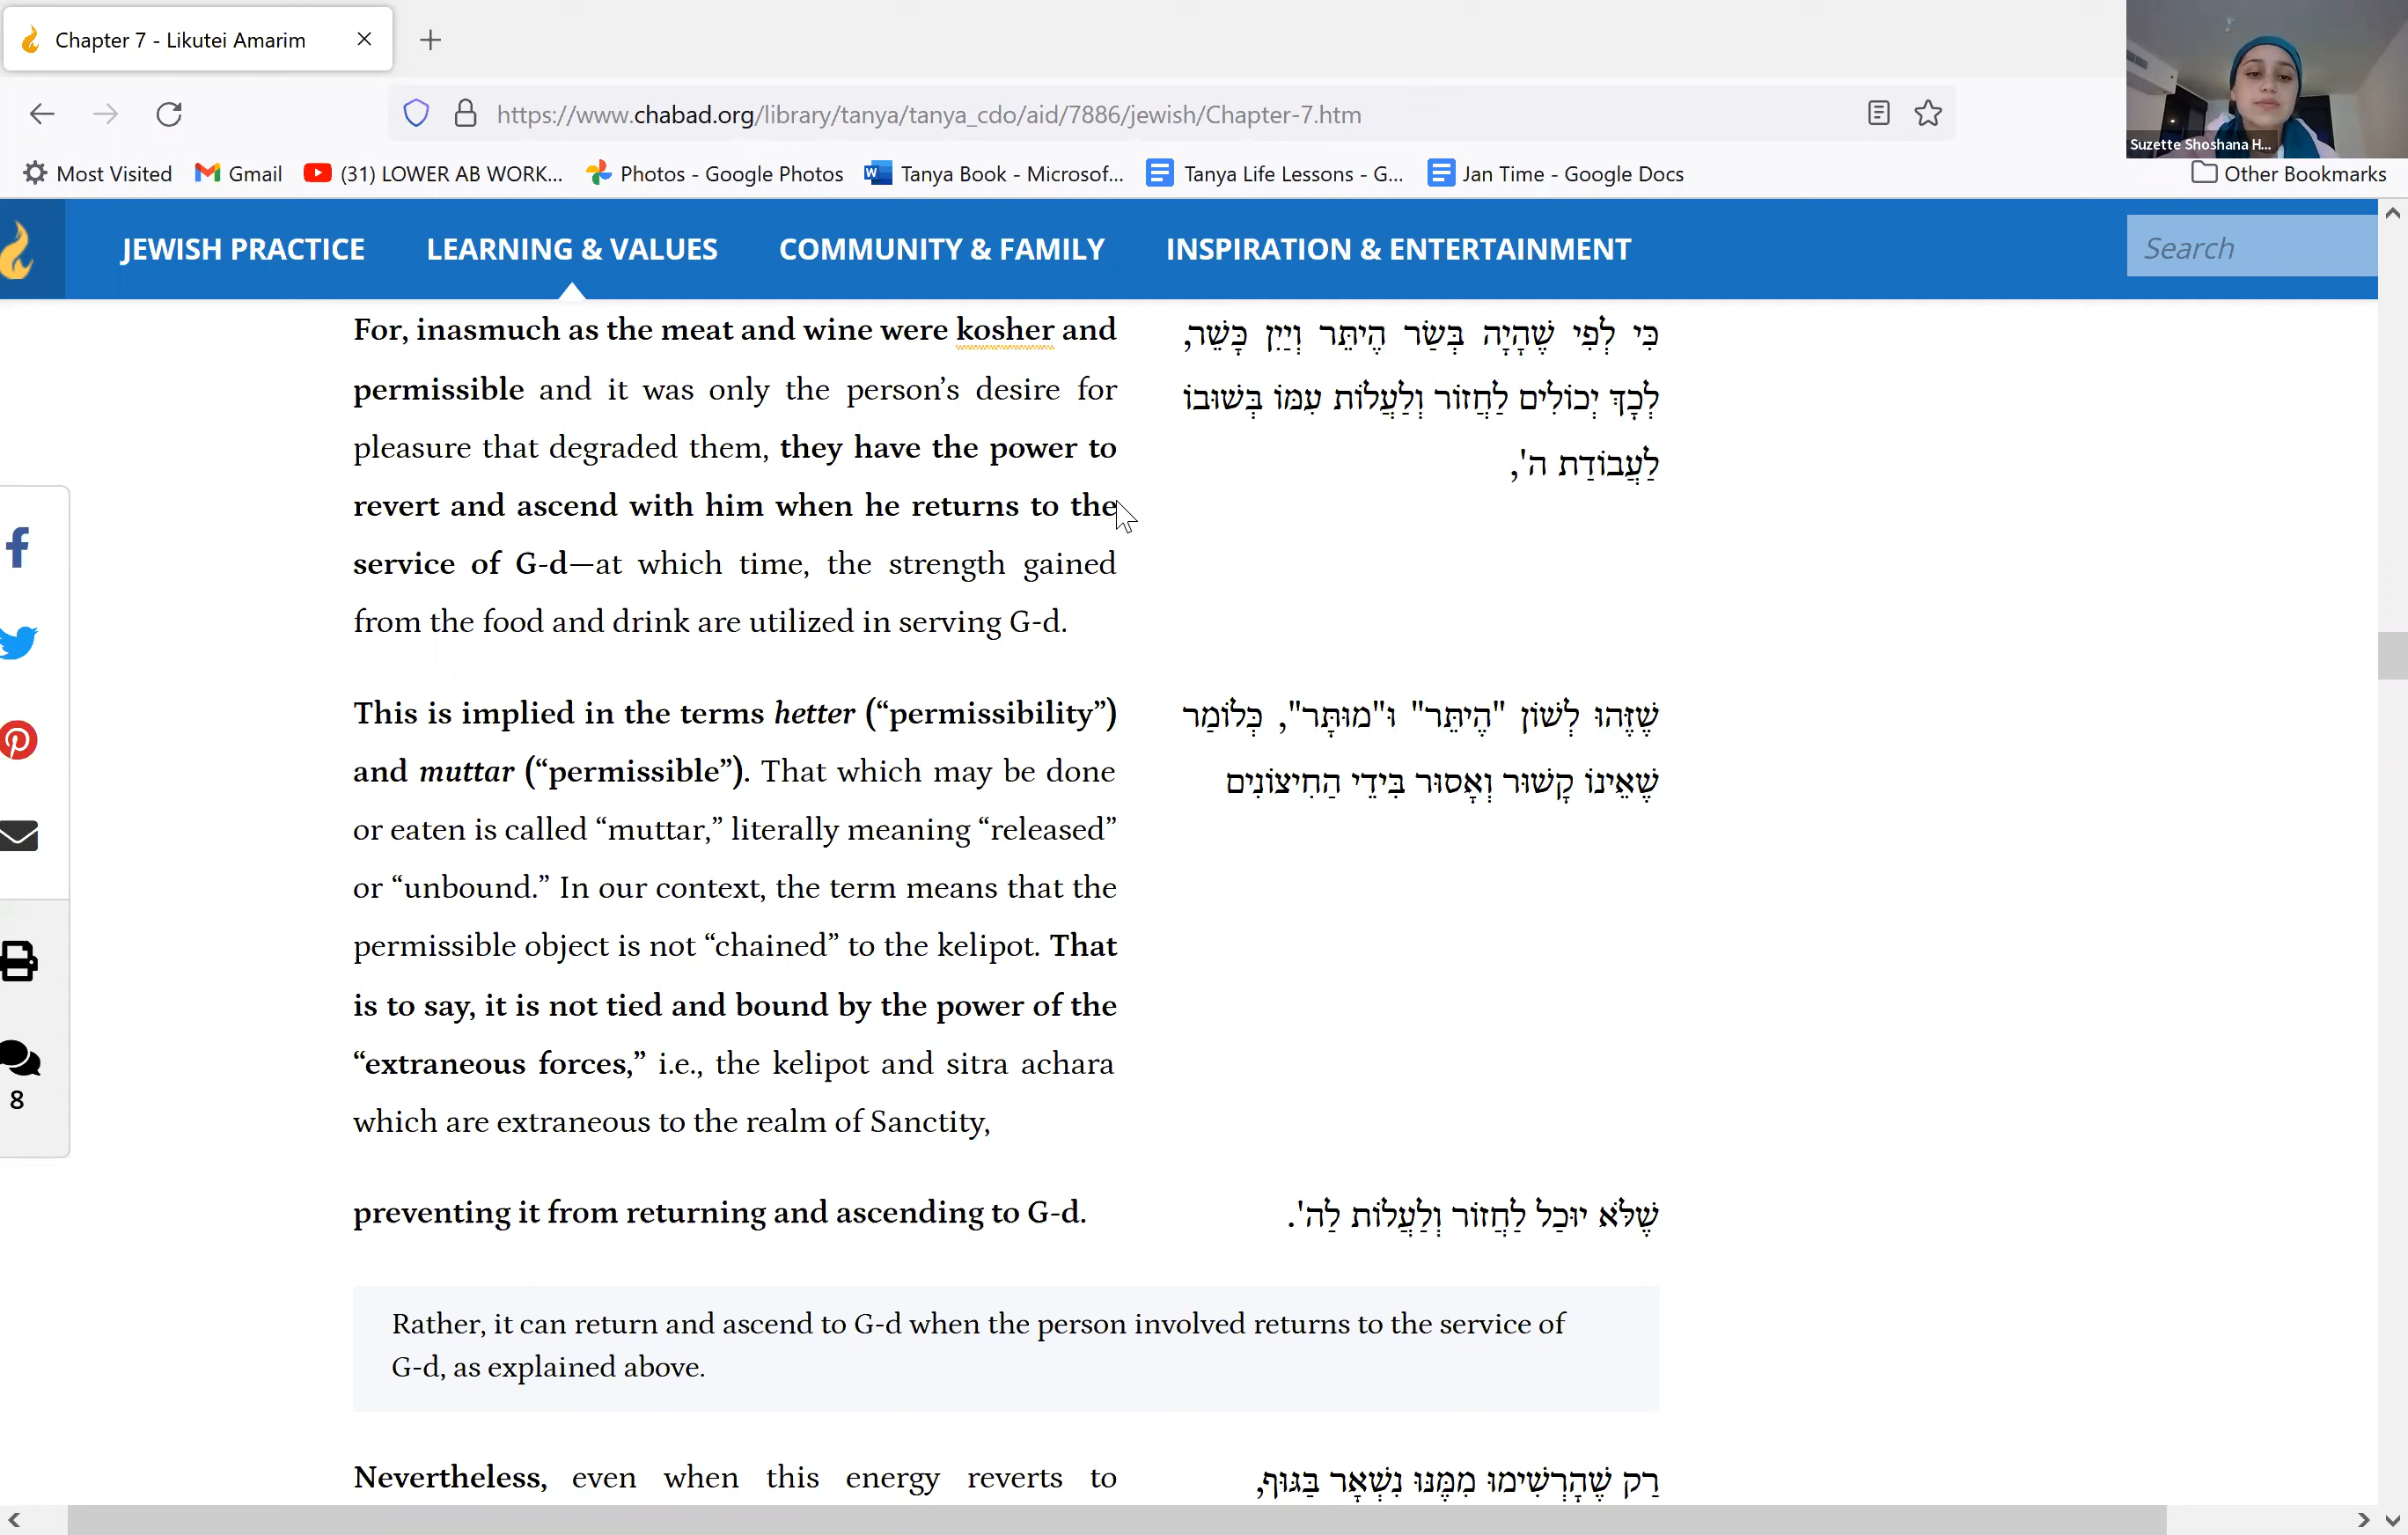 Chapter 7 - Likutei Amarim
https://www.chabad.org/library/tanya/tanya_cdo/aid/7886/jewish/Chapter-7.htm
Suzette Shoshana H...
Most Visited Gmail (31) LOWER AB WORK... Photos - Google Photos Tanya Book - Microsof... Tanya Life Lessons - G... Jan Time - Google Docs Other Bookmarks
JEWISH PRACTICE LEARNING & VALUES COMMUNITY & FAMILY INSPIRATION & ENTERTAINMENT Search
For, inasmuch as the meat and wine were kosher and
permissible and it was only the person’s desire for
pleasure that degraded them, they have the power to
revert and ascend with him when he returns to the
service of G-d—at which time, the strength gained
from the food and drink are utilized in serving G-d.
כִּי לְפִי שֶׁהָיָה בְּשַׂר הֶיתֵּר וְיַיִן כָּשֵׁר,
לְכָךְ יְכוֹלִים לַחֲזוֹר וְלַעֲלוֹת עִמּוֹ בְּשׁוּבוֹ
לַעֲבוֹדַת ה',
This is implied in the terms hetter (“permissibility”)
and muttar (“permissible”). That which may be done
or eaten is called “muttar,” literally meaning “released”
or “unbound.” In our context, the term means that the
permissible object is not “chained” to the kelipot. That
is to say, it is not tied and bound by the power of the
“extraneous forces,” i.e., the kelipot and sitra achara
which are extraneous to the realm of Sanctity,
שֶׁזֶּהוּ לְשׁוֹן "הֶיתֵּר" וּ"מוּתָּר", כְּלוֹמַר
שֶׁאֵינוֹ קָשׁוּר וְאָסוּר בִּידֵי הַחִיצוֹנִים
preventing it from returning and ascending to G-d.
שֶׁלֹּא יוּכַל לַחֲזוֹר וְלַעֲלוֹת לַה'.
Rather, it can return and ascend to G-d when the person involved returns to the service of
G-d, as explained above.
Nevertheless, even when this energy reverts to
רַק שֶׁהָרְשִׁימוּ מִמֶּנּוּ נִשְׁאָר בַּגּוּף,
8